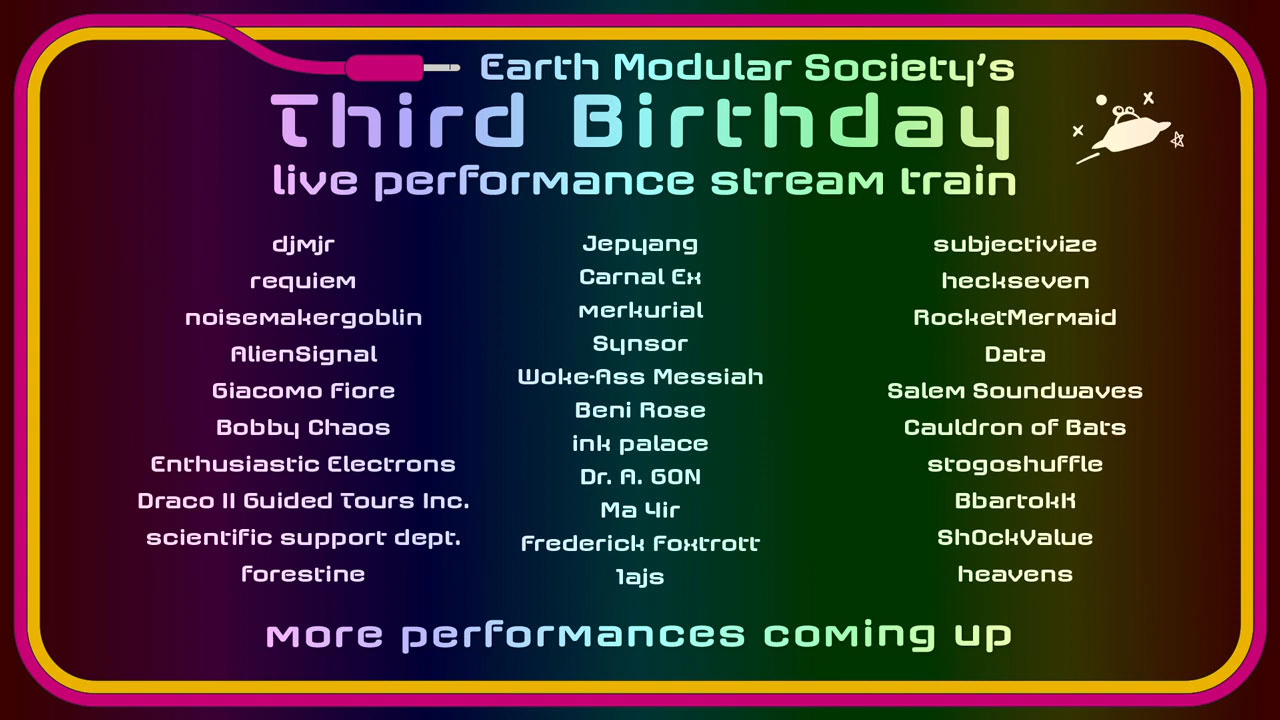 Earth Modular Society's
Third Birthday
live performance stream train
djmjr
requiem
noisemakergoblin
AlienSignal
Giacomo Fiore
Bobby Chaos
Enthusiastic Electrons
Draco II Guided Tours Inc.
scientific support dept.
forestine
Jepyang
Carnal Ex
merkurial
Synsor
Woke-Ass Messiah
Beni Rose
ink palace
Dr. A. GON
Ma 4ir
Frederick Foxtrott
1ajs
subjectivize
heckseven
RocketMermaid
Data
Salem Soundwaves
Cauldron of Bats
stogoshuffle
BbartokK
Sh0ckValue
heavens
more performances coming up